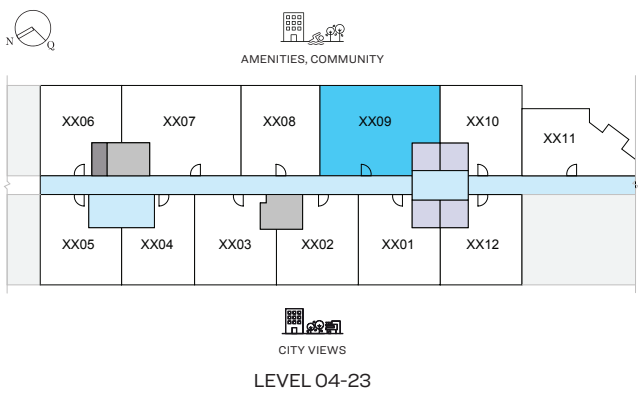 N Q
AMENITIES, COMMUNITY
XX06 XX07 XX08 XX09 XX10 XX11
XX05 XX04 XX03 XX02 XX01 XX12
CITY VIEWS
LEVEL 04-23